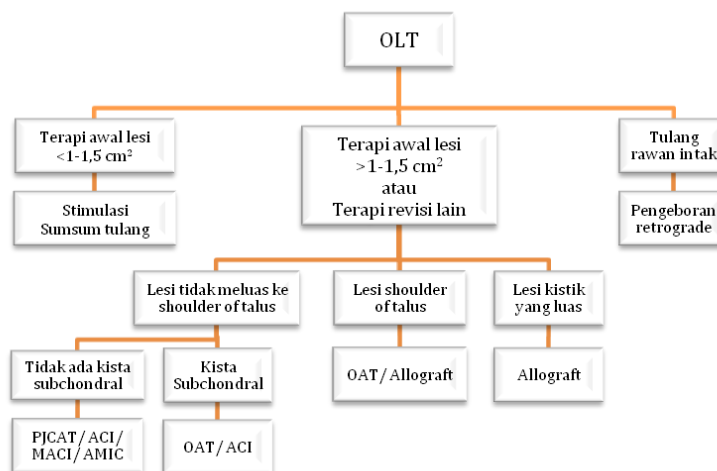 OLT
Terapi awal lesi
<1-1,5 cm²
Terapi awal lesi
>1-1,5 cm²
atau
Terapi revisi lain
Tulang
rawan intak
Stimulasi
Sumsum tulang
Pengeboran
retrograde
Lesi tidak meluas ke
shoulder of talus
Lesi shoulder
of talus
Lesi kistik
yang luas
Tidak ada kista
subchondral
Kista
Subchondral
OAT/Allograft
Allograft
PJCAT/ACI/
MACI/AMIC
OAT/ACI